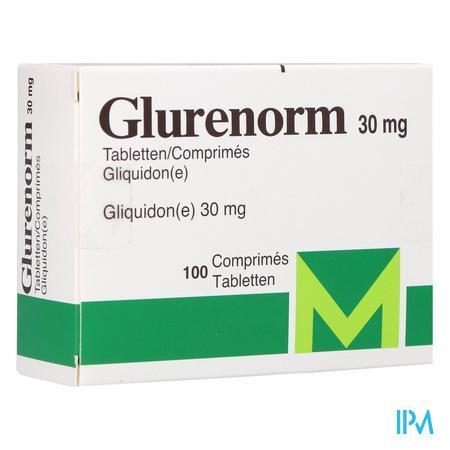 Glurenorm 30 mg
Tabletten/Comprimés
Gliquidon(e)
Gliquidon(e) 30 mg
100 Comprimés
Tabletten
M
Glurenorm 30 mg
Tabletten/Comprimés
Gliquidon(e)
IPM